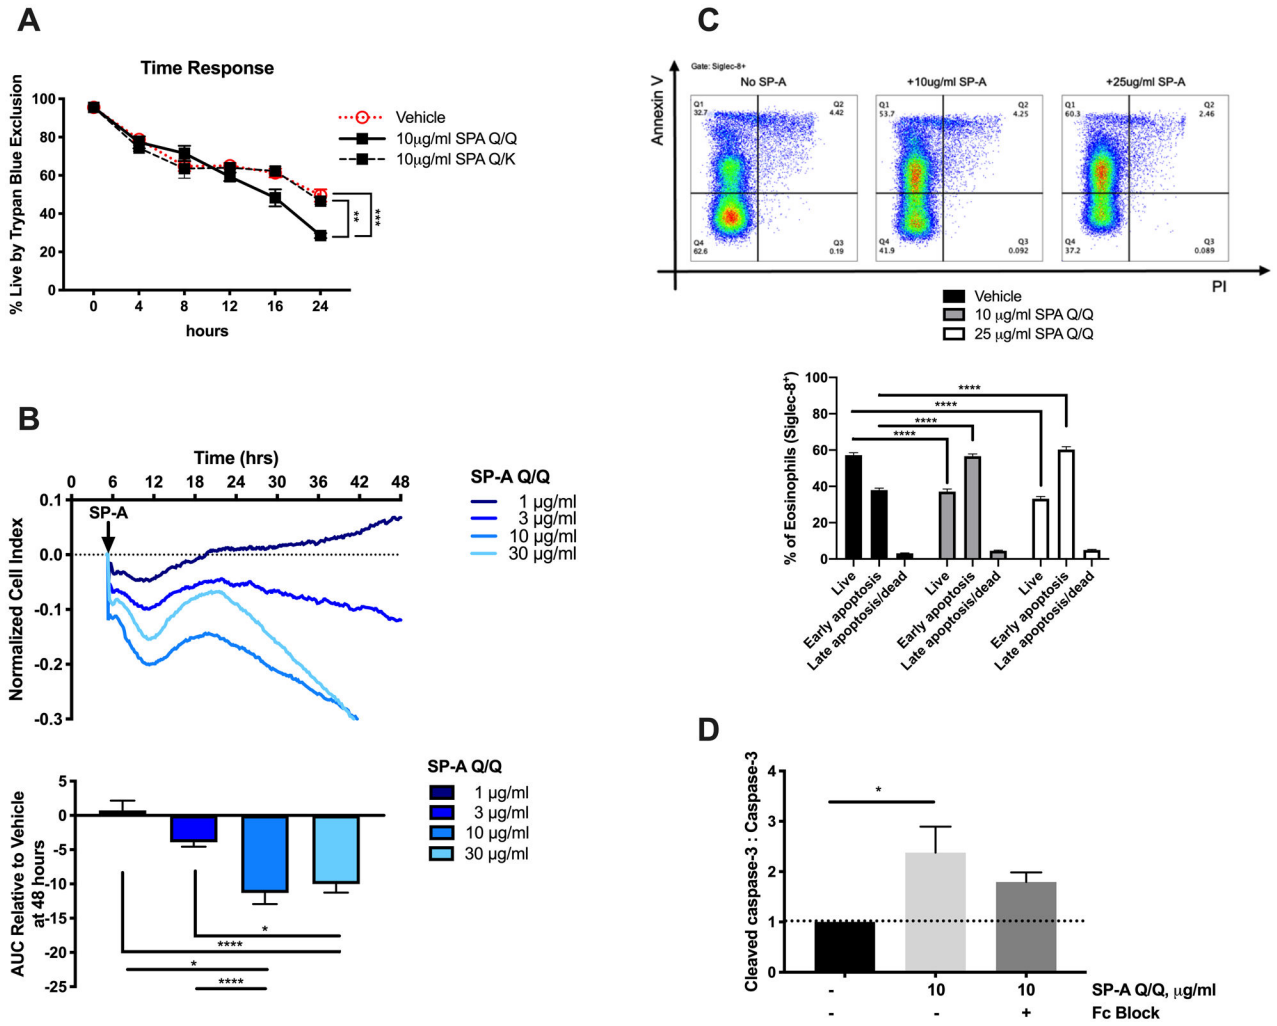 A
Time Response
% Live by Trypan Blue Exclusion
100
80
60
40
20
0
0 4 8 12 16 24
hours
Vehicle
10µg/ml SPA Q/Q
10µg/ml SPA Q/K
**
***
B
Time (hrs)
0 6 12 18 24 30 36 42 48
SP-A
Normalized Cell Index
0.1
0.0
-0.1
-0.2
-0.3
SP-A Q/Q
1 µg/ml
3 µg/ml
10 µg/ml
30 µg/ml
AUC Relative to Vehicle
at 48 hours
5
0
-5
-10
-15
-20
-25
*
****
*
****
SP-A Q/Q
1 µg/ml
3 µg/ml
10 µg/ml
30 µg/ml
C
Gate: Siglec-8+
No SP-A
+10ug/ml SP-A
+25ug/ml SP-A
Annexin V
Q1
32.7
Q2
4.42
Q4
62.6
Q3
0.19
Q1
53.7
Q2
4.25
Q4
41.9
Q3
0.092
Q1
60.3
Q2
2.46
Q4
37.2
Q3
0.089
PI
Vehicle
10 µg/ml SPA Q/Q
25 µg/ml SPA Q/Q
% of Eosinophils (Siglec-8+)
100
80
60
40
20
0
****
****
****
****
Live
Early apoptosis
Late apoptosis/dead
Live
Early apoptosis
Late apoptosis/dead
Live
Early apoptosis
Late apoptosis/dead
D
Cleaved caspase-3 : Caspase-3
4
3
2
1
0
*
- 10 10 SP-A Q/Q, µg/ml
- - + Fc Block